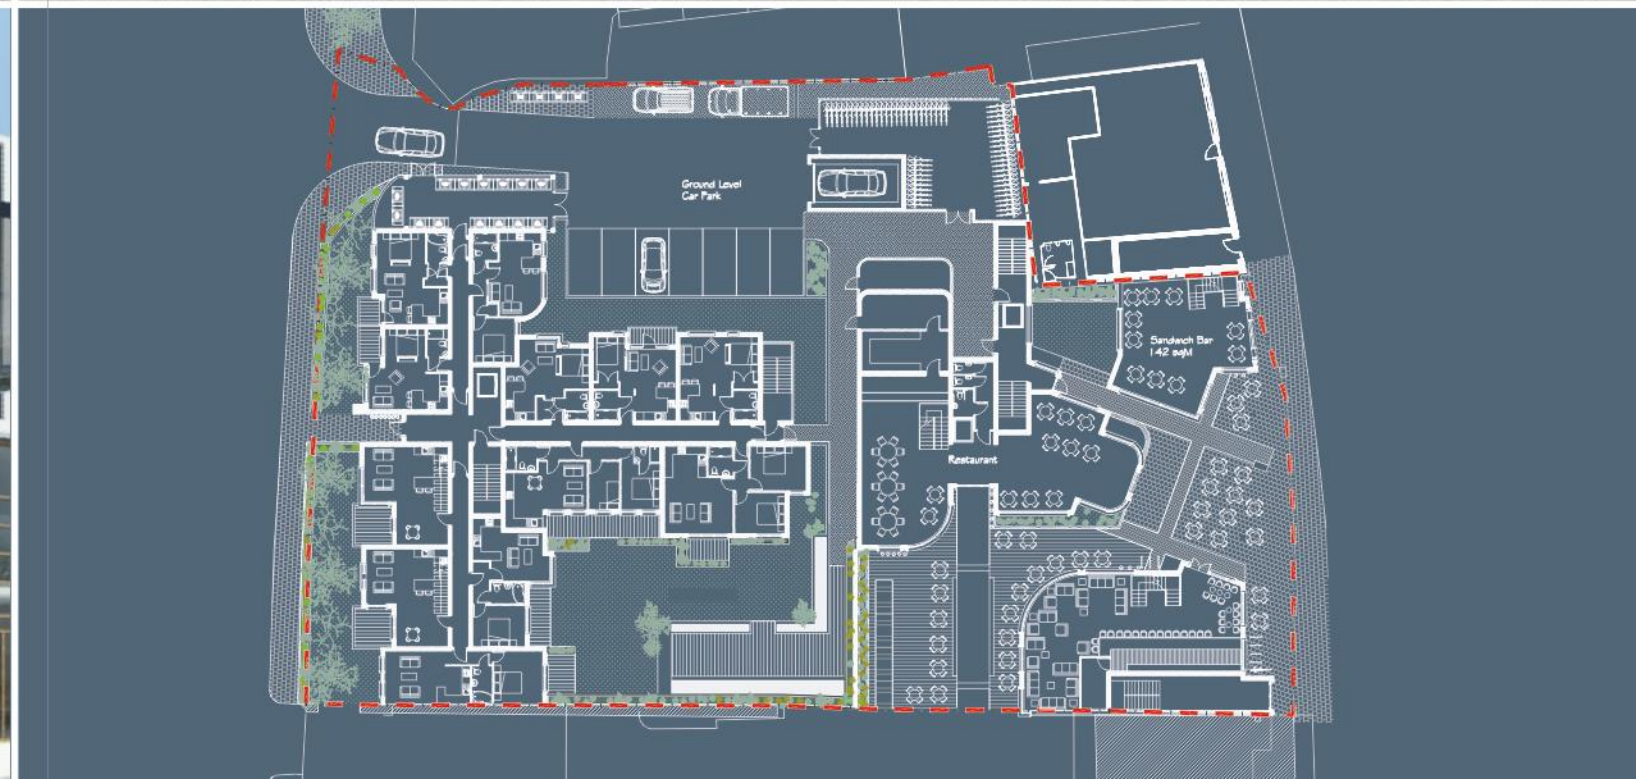 Ground Level
Car Park
Sandwich Bar
142 sqM
Restaurant